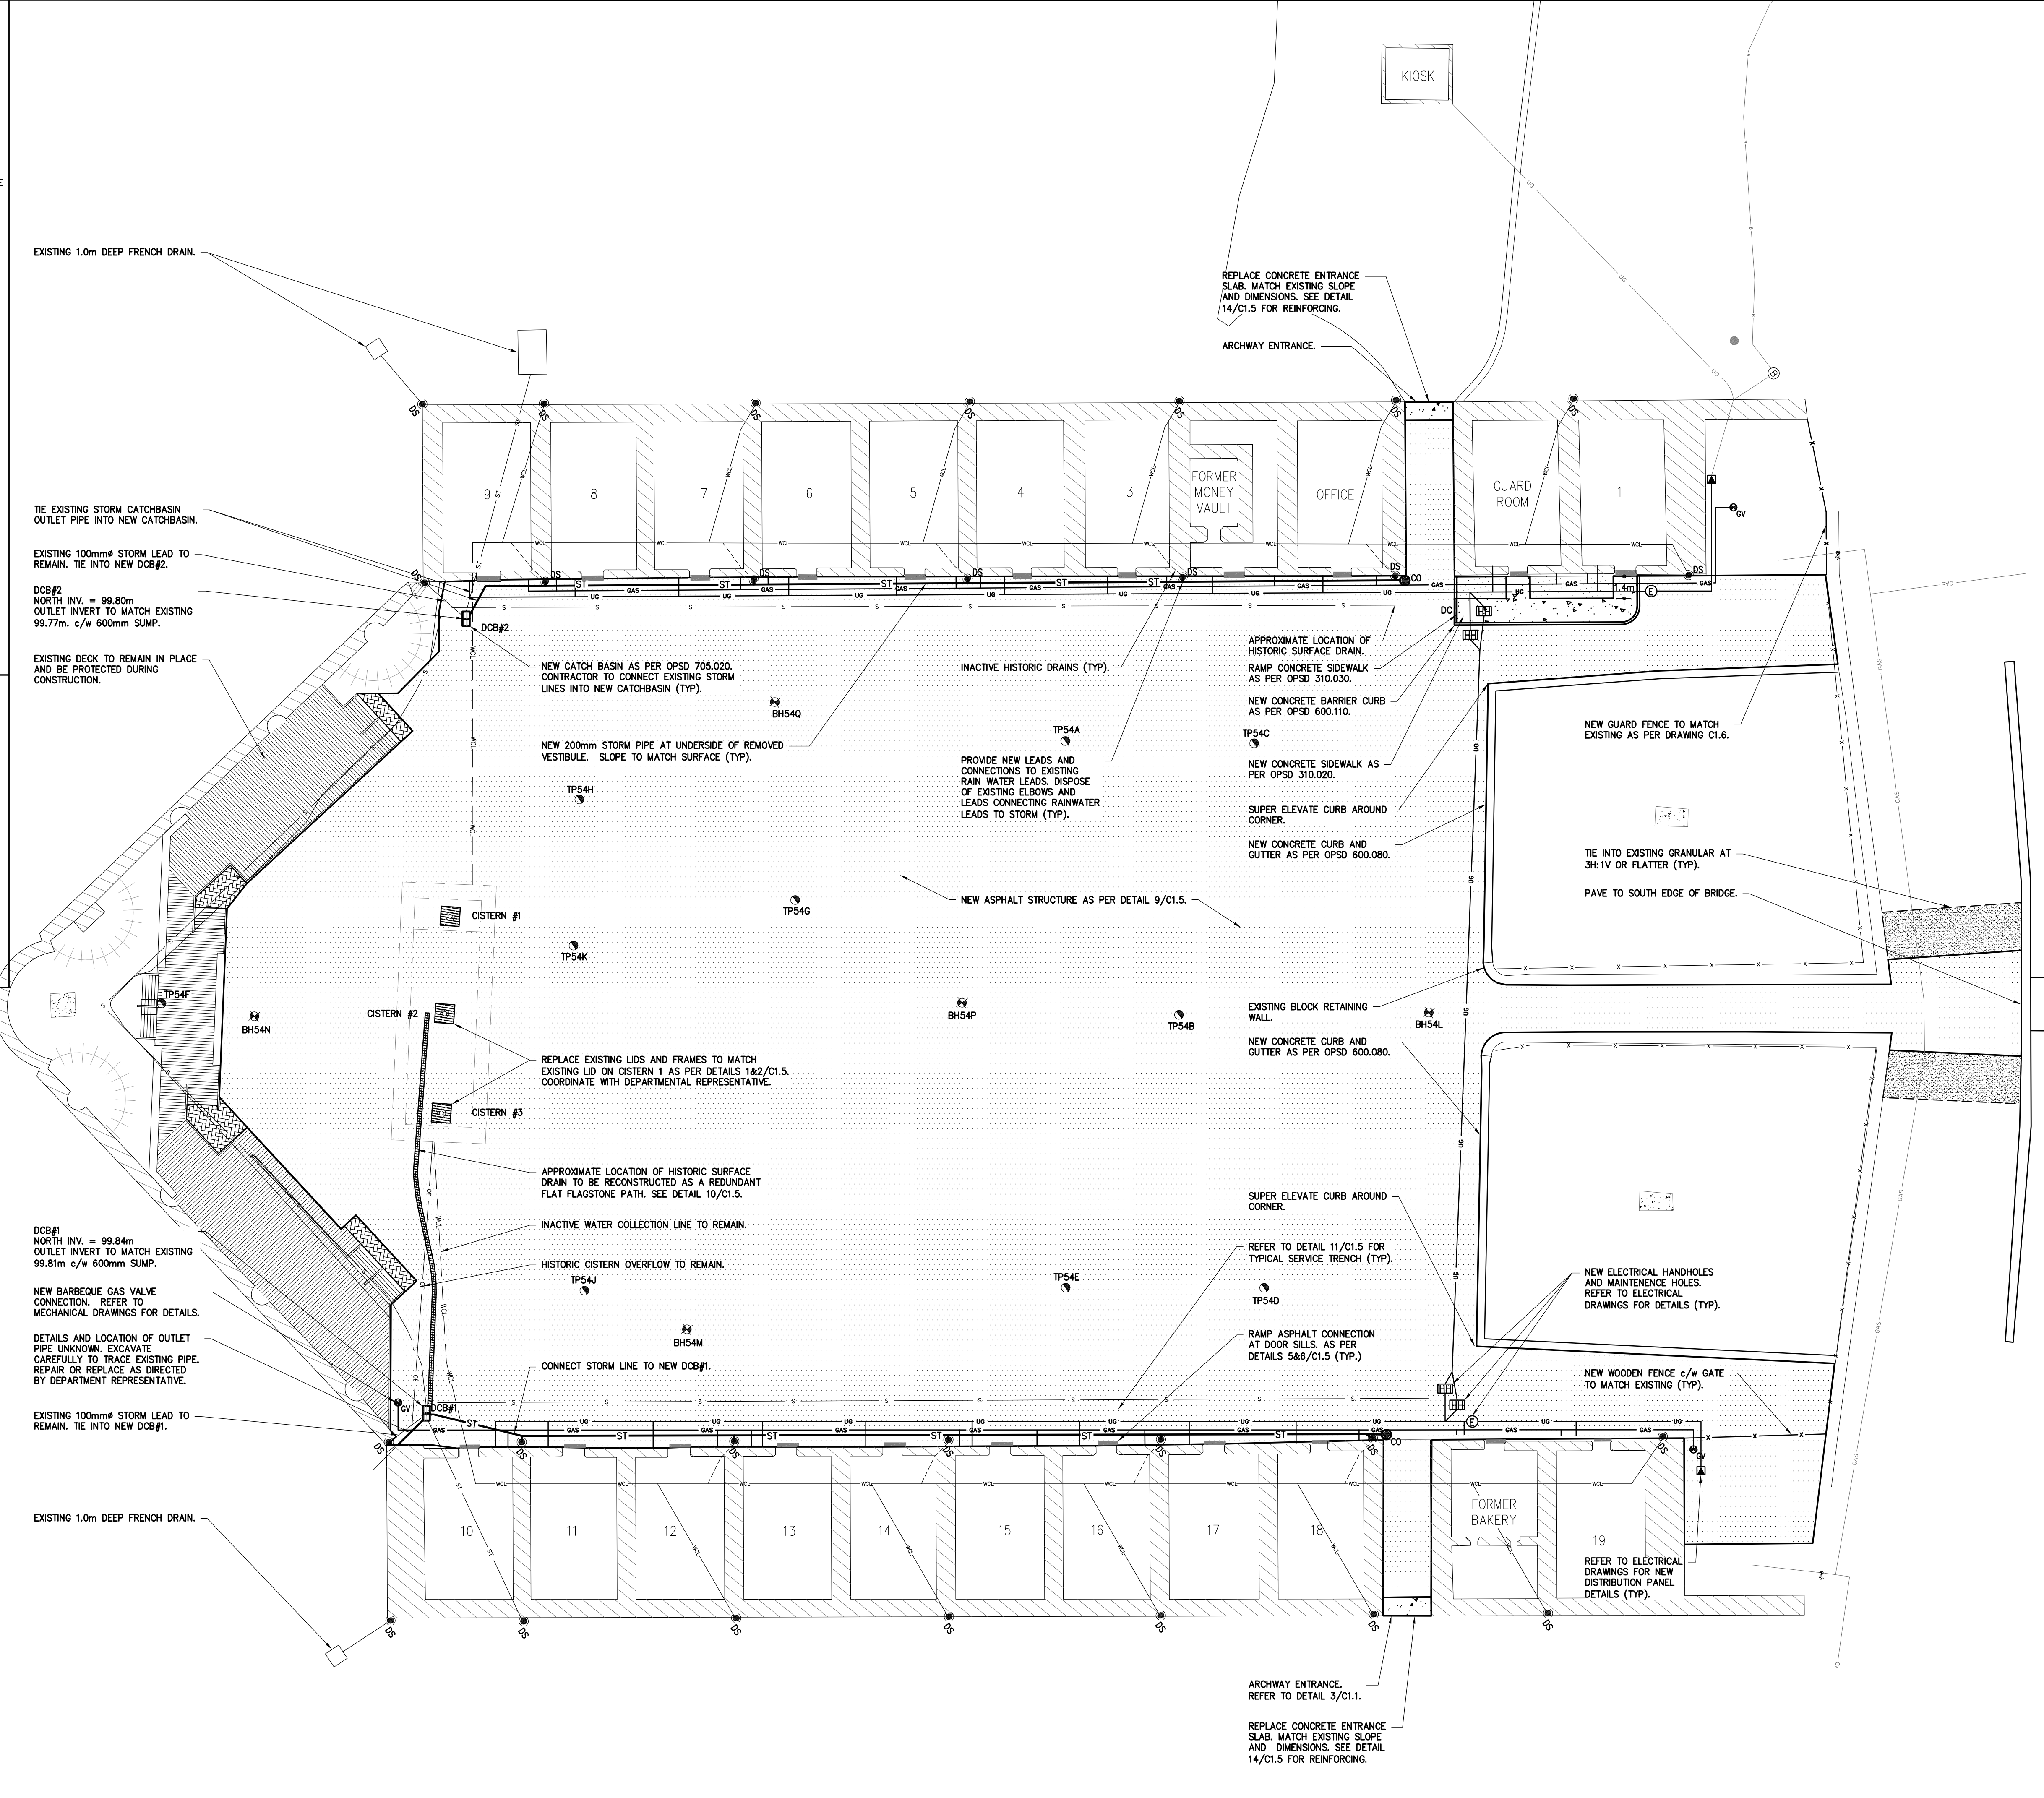 KIOSK
EXISTING 1.0m DEEP FRENCH DRAIN.
REPLACE CONCRETE ENTRANCE
SLAB. MATCH EXISTING SLOPE
AND DIMENSIONS. SEE DETAIL
14/C1.5 FOR REINFORCING.
ARCHWAY ENTRANCE.
9
8
7
6
5
4
3
FORMER
MONEY
VAULT
OFFICE
GUARD
ROOM
1
GV
TIE EXISTING STORM CATCHBASIN
OUTLET PIPE INTO NEW CATCHBASIN.
EXISTING 100mmø STORM LEAD TO
REMAIN. TIE INTO NEW DCB#2.
DCB#2
NORTH INV. = 99.80m
OUTLET INVERT TO MATCH EXISTING
99.77m. c/w 600mm SUMP.
EXISTING DECK TO REMAIN IN PLACE
AND BE PROTECTED DURING
CONSTRUCTION.
DCB#2
CO
DC
1.4m
E
NEW CATCH BASIN AS PER OPSD 705.020.
CONTRACTOR TO CONNECT EXISTING STORM
LINES INTO NEW CATCHBASIN (TYP).
INACTIVE HISTORIC DRAINS (TYP).
APPROXIMATE LOCATION OF
HISTORIC SURFACE DRAIN.
RAMP CONCRETE SIDEWALK
AS PER OPSD 310.030.
NEW CONCRETE BARRIER CURB
AS PER OPSD 600.110.
NEW CONCRETE SIDEWALK AS
PER OPSD 310.020.
SUPER ELEVATE CURB AROUND
CORNER.
NEW CONCRETE CURB AND
GUTTER AS PER OPSD 600.080.
NEW GUARD FENCE TO MATCH
EXISTING AS PER DRAWING C1.6.
TIE INTO EXISTING GRANULAR AT
3H:1V OR FLATTER (TYP).
PAVE TO SOUTH EDGE OF BRIDGE.
BH54Q
TP54A
TP54C
NEW 200mm STORM PIPE AT UNDERSIDE OF REMOVED
VESTIBULE. SLOPE TO MATCH SURFACE (TYP).
PROVIDE NEW LEADS AND
CONNECTIONS TO EXISTING
RAIN WATER LEADS. DISPOSE
OF EXISTING ELBOWS AND
LEADS CONNECTING RAINWATER
LEADS TO STORM (TYP).
TP54H
NEW ASPHALT STRUCTURE AS PER DETAIL 9/C1.5.
TP54G
CISTERN #1
TP54K
TP54F
BH54N
CISTERN #2
BH54P
TP54B
BH54L
EXISTING BLOCK RETAINING
WALL.
NEW CONCRETE CURB AND
GUTTER AS PER OPSD 600.080.
REPLACE EXISTING LIDS AND FRAMES TO MATCH
EXISTING LID ON CISTERN 1 AS PER DETAILS 1&2/C1.5.
COORDINATE WITH DEPARTMENTAL REPRESENTATIVE.
CISTERN #3
APPROXIMATE LOCATION OF HISTORIC SURFACE
DRAIN TO BE RECONSTRUCTED AS A REDUNDANT
FLAT FLAGSTONE PATH. SEE DETAIL 10/C1.5.
INACTIVE WATER COLLECTION LINE TO REMAIN.
HISTORIC CISTERN OVERFLOW TO REMAIN.
TP54J
TP54E
TP54D
BH54M
CONNECT STORM LINE TO NEW DCB#1.
SUPER ELEVATE CURB AROUND
CORNER.
REFER TO DETAIL 11/C1.5 FOR
TYPICAL SERVICE TRENCH (TYP).
RAMP ASPHALT CONNECTION
AT DOOR SILLS. AS PER
DETAILS 5&6/C1.5 (TYP.)
NEW ELECTRICAL HANDHOLES
AND MAINTENENCE HOLES.
REFER TO ELECTRICAL
DRAWINGS FOR DETAILS (TYP).
NEW WOODEN FENCE c/w GATE
TO MATCH EXISTING (TYP).
DCB#1
NORTH INV. = 99.84m
OUTLET INVERT TO MATCH EXISTING
99.81m c/w 600mm SUMP.
NEW BARBEQUE GAS VALVE
CONNECTION. REFER TO
MECHANICAL DRAWINGS FOR DETAILS.
DETAILS AND LOCATION OF OUTLET
PIPE UNKNOWN. EXCAVATE
CAREFULLY TO TRACE EXISTING PIPE.
REPAIR OR REPLACE AS DIRECTED
BY DEPARTMENT REPRESENTATIVE.
EXISTING 100mmø STORM LEAD TO
REMAIN. TIE INTO NEW DCB#1.
GV
DCB#1
CO
E
GV
10
11
12
13
14
15
16
17
18
FORMER
BAKERY
19
EXISTING 1.0m DEEP FRENCH DRAIN.
REFER TO ELECTRICAL
DRAWINGS FOR NEW
DISTRIBUTION PANEL
DETAILS (TYP).
ARCHWAY ENTRANCE.
REFER TO DETAIL 3/C1.1.
REPLACE CONCRETE ENTRANCE
SLAB. MATCH EXISTING SLOPE
AND DIMENSIONS. SEE DETAIL
14/C1.5 FOR REINFORCING.